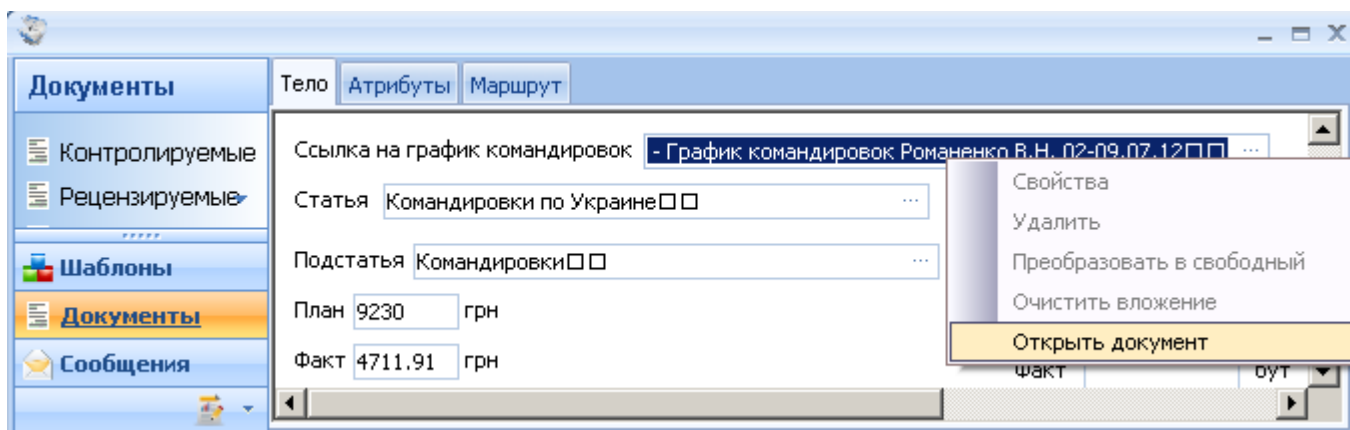 Документы
Контролируемые
Рецензируемые
Шаблоны
Документы
Сообщения
Тело Атрибуты Маршрут
Ссылка на график командировок - График командировок Романенко В.Н. 02-09.07.12□□ ...
Статья Командировки по Украине□□ ...
Подстатья Командировки□□ ...
План 9230 грн
Факт 4711.91 грн
Свойства
Удалить
Преобразовать в свободный
Очистить вложение
Открыть документ
Факт бут